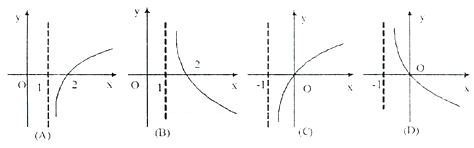 y y y y
O 1 2 x O 1 2 x -1 O x -1 O x
(A) (B) (C) (D)